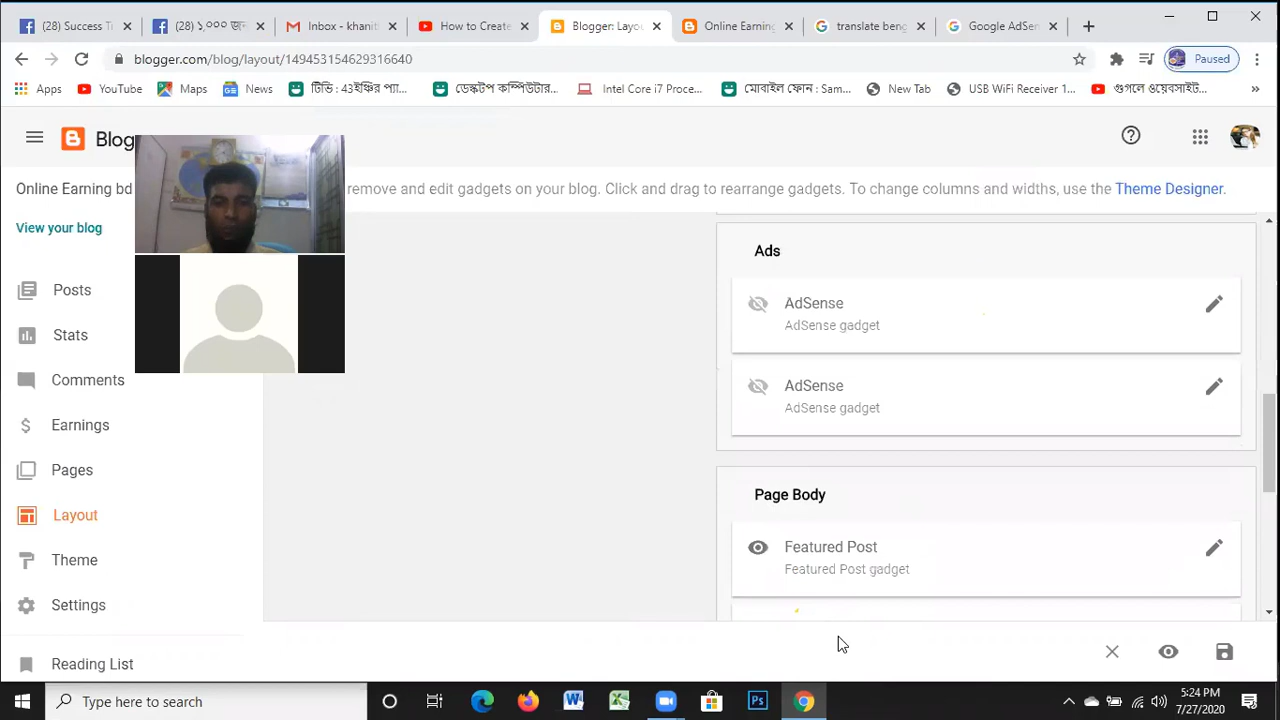 (28) Success Ti
(28) ১,০০০ জন
Inbox - khanith
How to Create
Blogger: Layou
Online Earning
translate beng
Google AdSen
blogger.com/blog/layout/149453154629316640
Paused
Apps
YouTube
Maps
News
টিভি : 43ইঞ্চির প্যা...
ডেস্কটপ কম্পিউটার...
Intel Core i7 Proce...
মোবাইল ফোন : Sam...
New Tab
USB WiFi Receiver 1...
গুগলে ওয়েবসাইট...
»
Blog
Online Earning bd
remove and edit gadgets on your blog. Click and drag to rearrange gadgets. To change columns and widths, use the Theme Designer.
View your blog
Posts
Stats
Comments
Earnings
Pages
Layout
Theme
Settings
Reading List
Ads
AdSense
AdSense gadget
AdSense
AdSense gadget
Page Body
Featured Post
Featured Post gadget
Type here to search
5:24 PM
7/27/2020